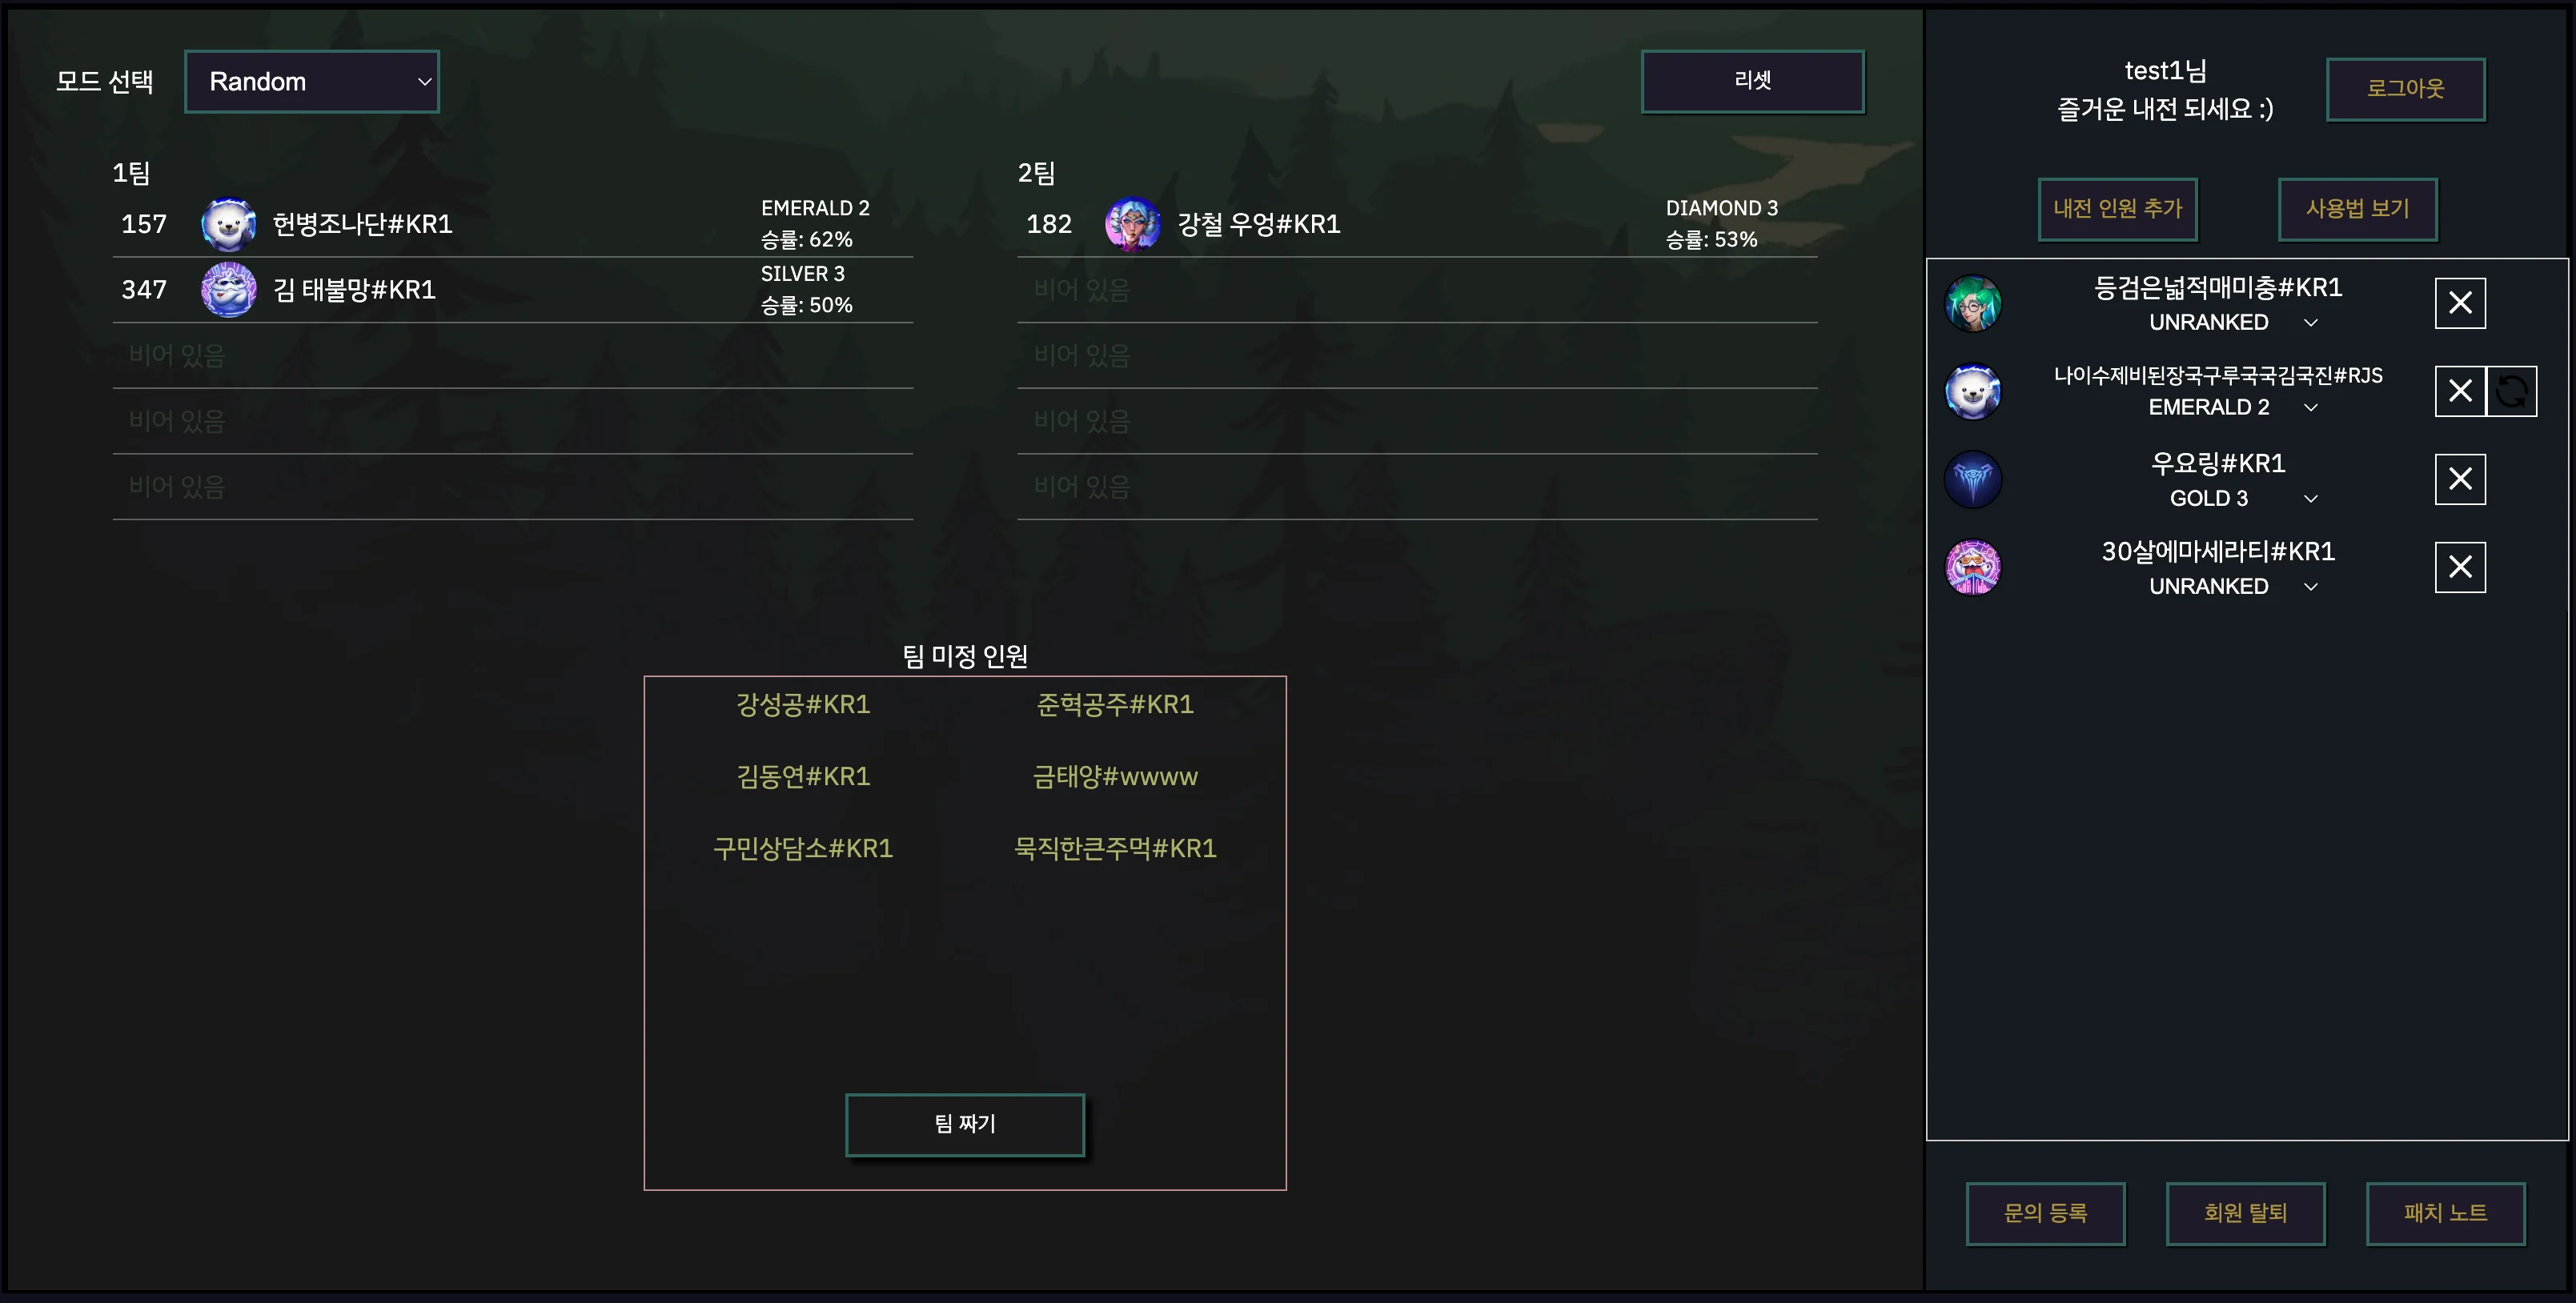 모드 선택
Random
리셋
1팀
157
헌병조나단#KR1
EMERALD 2
승률: 62%
347
김 태불망#KR1
SILVER 3
승률: 50%
비어 있음
비어 있음
비어 있음
2팀
182
강철 우엉#KR1
DIAMOND 3
승률: 53%
비어 있음
비어 있음
비어 있음
비어 있음
팀 미정 인원
강성공#KR1
준혁공주#KR1
김동연#KR1
금태양#wwww
구민상담소#KR1
묵직한큰주먹#KR1
팀 짜기
test1님
즐거운 내전 되세요 :)
로그아웃
내전 인원 추가
사용법 보기
등검은넓적매미충#KR1
UNRANKED
나이수제비된장국구루국국김국진#RJS
EMERALD 2
우요링#KR1
GOLD 3
30살에마세라티#KR1
UNRANKED
문의 등록
회원 탈퇴
패치 노트